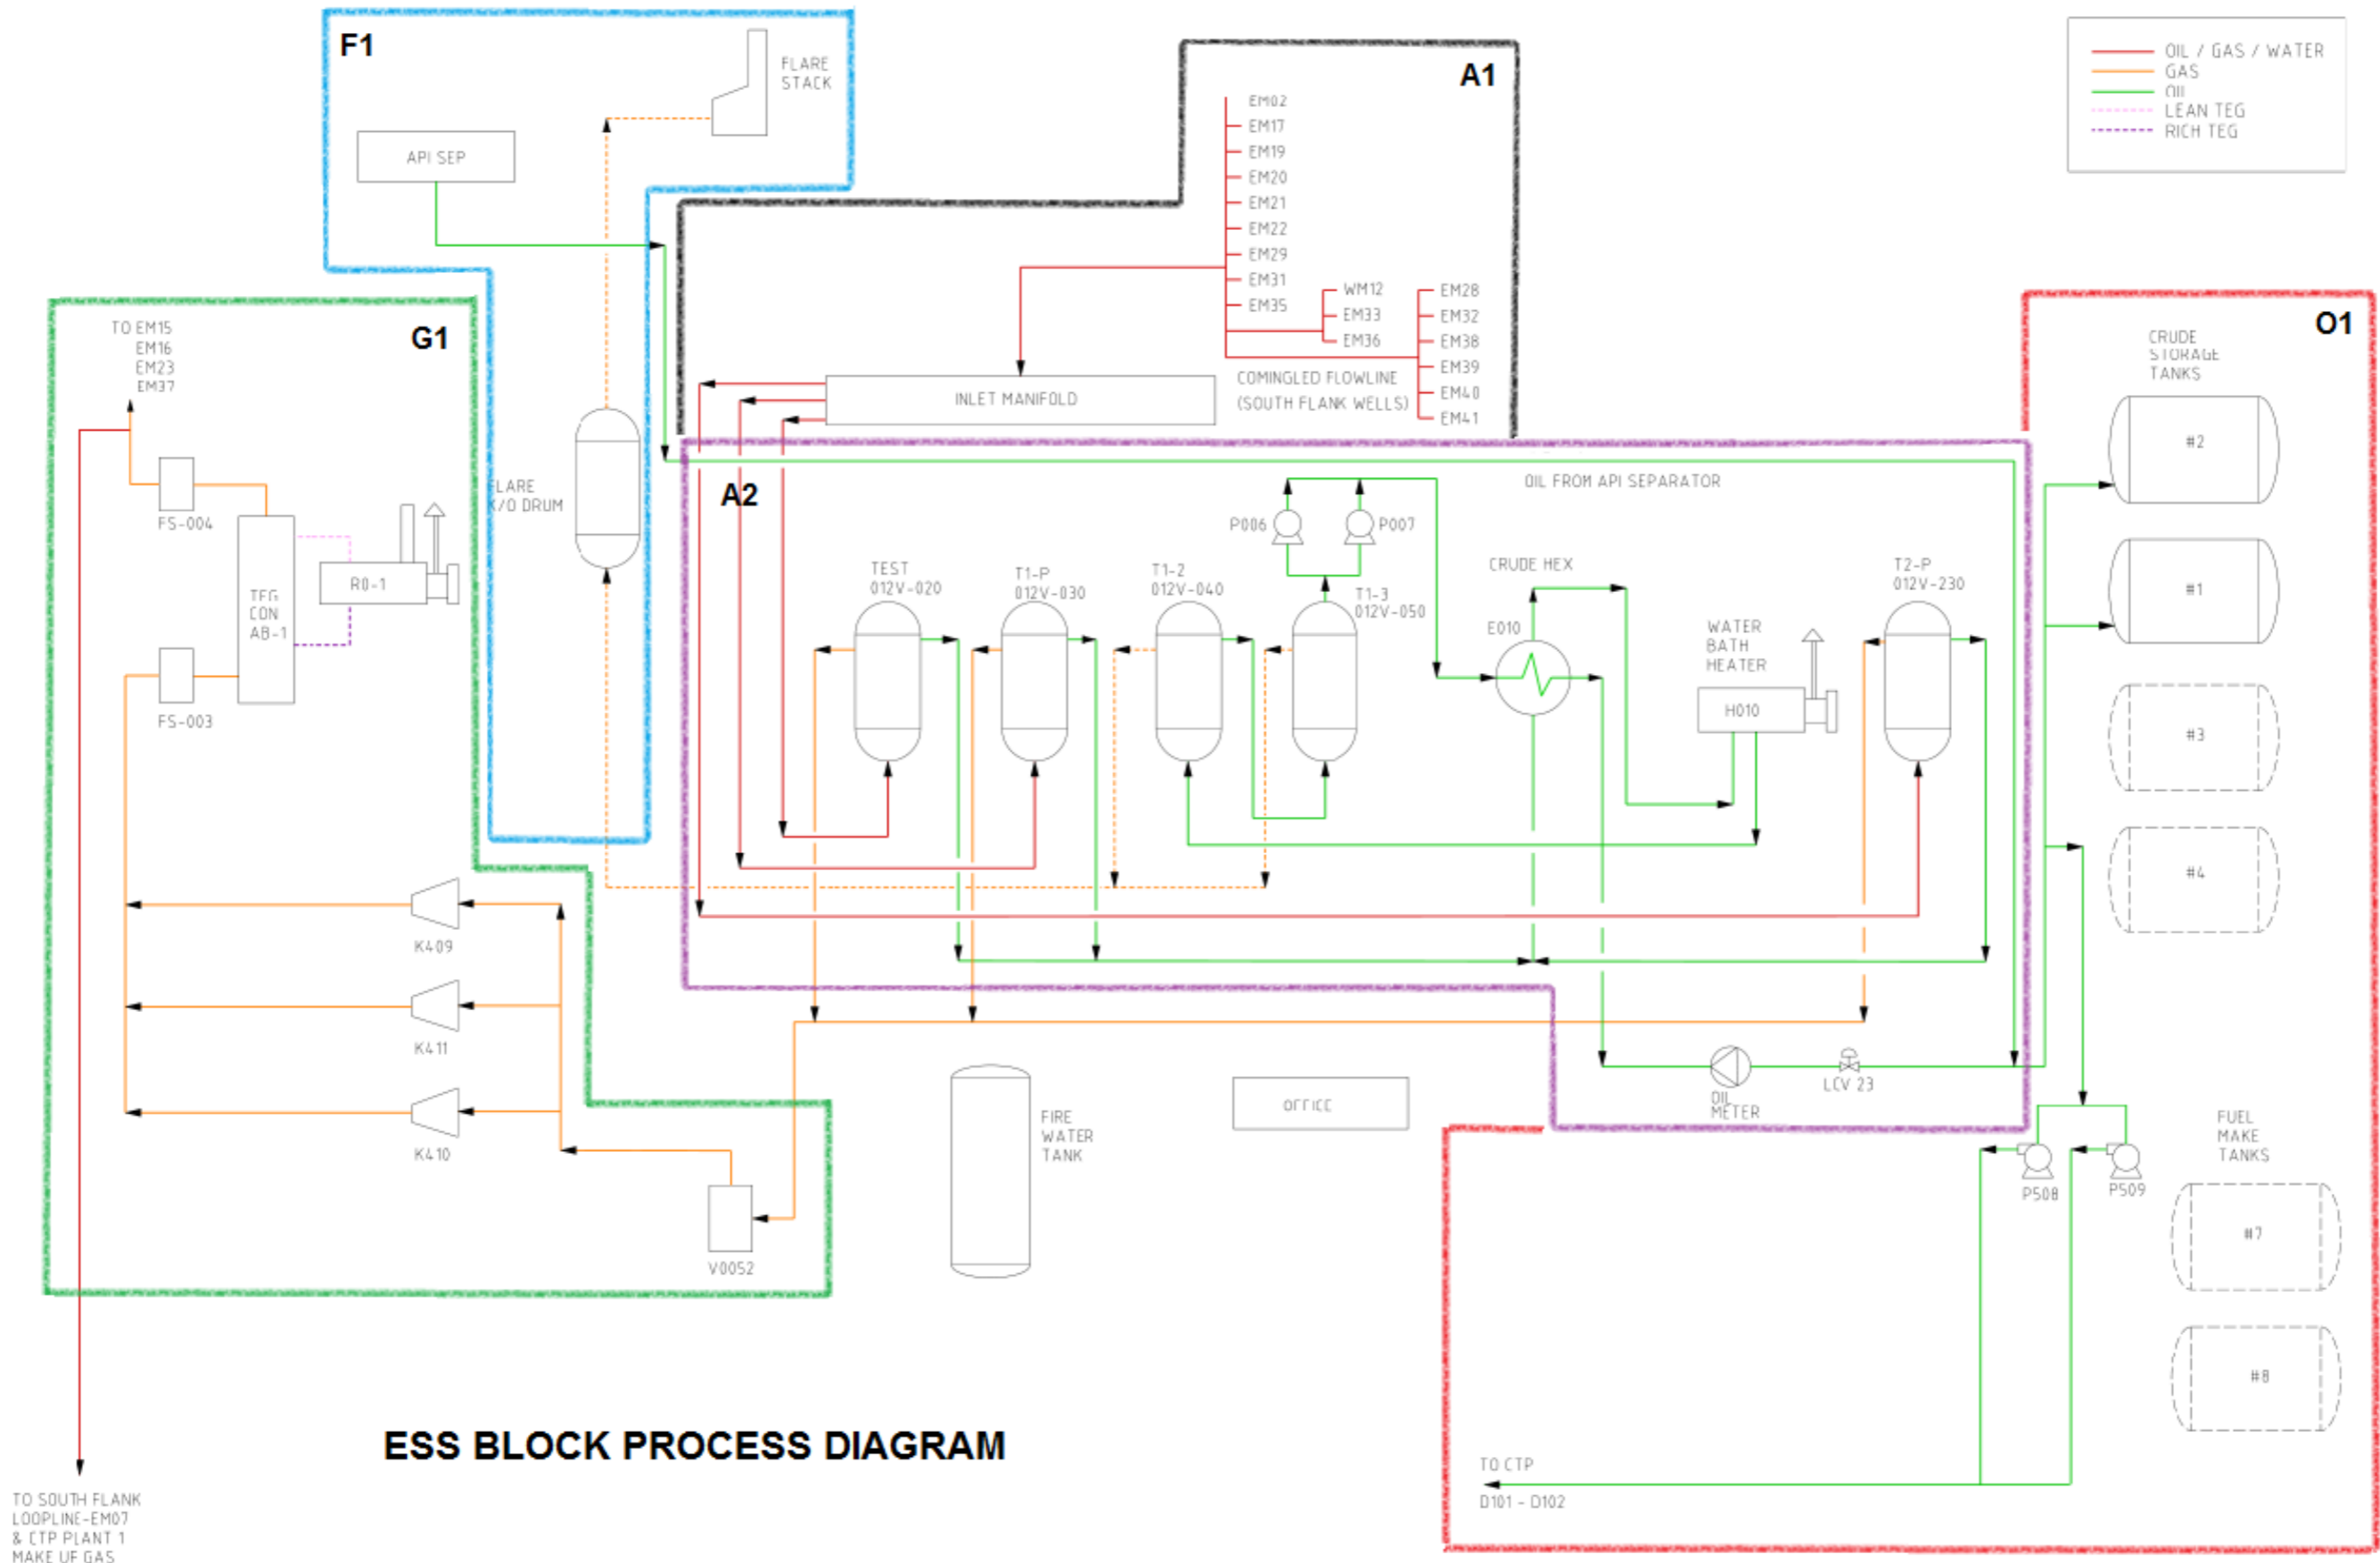 F1
FLARE
STACK
API SEP
A1
EM02
EM17
EM19
EM20
EM21
EM22
EM29
EM31
EM35
WM12
EM33
EM36
EM28
EM32
EM38
EM39
EM40
EM41
COMINGLED FLOWLINE
(SOUTH FLANK WELLS)
INLET MANIFOLD
OIL / GAS / WATER
GAS
OIL
LEAN TEG
RICH TEG
G1
TO EM15
EM16
EM23
EM37
FS-004
FS-003
TEG
CON
AB-1
R0-1
LARE
K/O DRUM
K409
K411
K410
V0052
A2
TEST
012V-020
T1-P
012V-030
T1-2
012V-040
T1-3
012V-050
P006
P007
OIL FROM API SEPARATOR
CRUDE HEX
E010
WATER
BATH
HEATER
H010
T2-P
012V-230
OIL
METER
LCV 23
O1
CRUDE
STORAGE
TANKS
#2
#1
#3
#4
P508
P509
FUEL
MAKE
TANKS
#7
#8
FIRE
WATER
TANK
OFFICE
TO CTP
D101 - D102
ESS BLOCK PROCESS DIAGRAM
TO SOUTH FLANK
LOOPLINE-EM07
& CTP PLANT 1
MAKE UP GAS